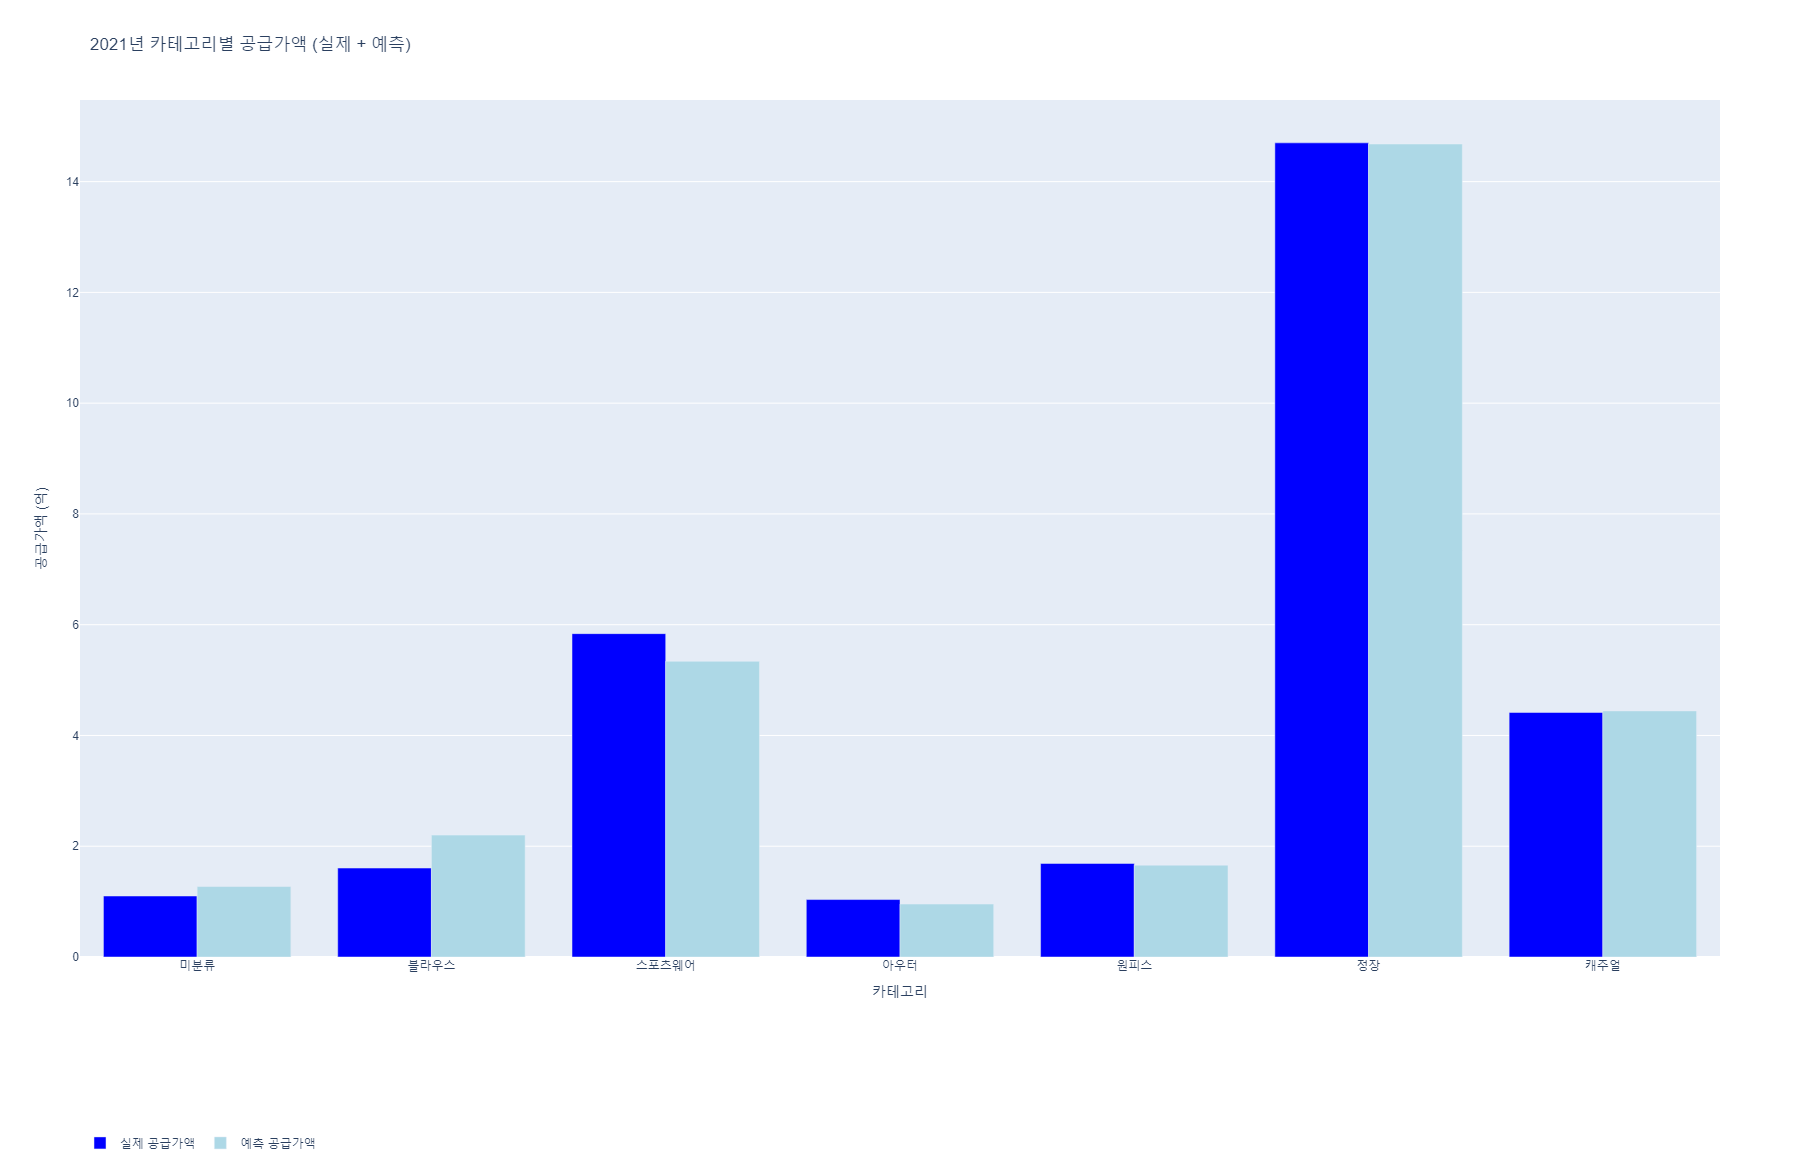 2021년 카테고리별 공급가액 (실제 + 예측)
공급가액 (억)
14
12
10
8
6
4
2
0
미분류 블라우스 스포츠웨어 아우터 원피스 정장 캐주얼
카테고리
실제 공급가액 예측 공급가액